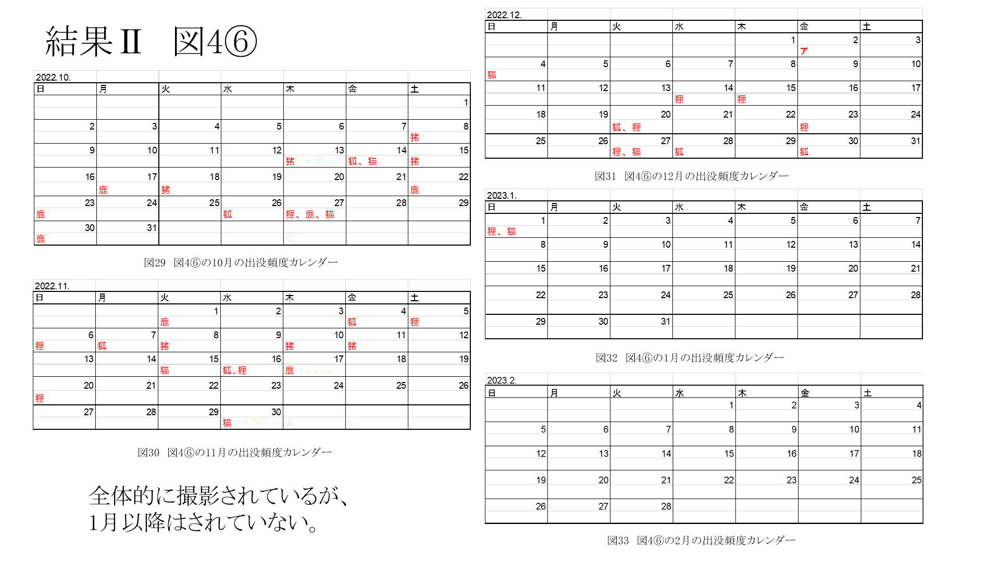 結果Ⅱ　図4⑥
2022.10.
日 月 火 水 木 金 土
1
2 3 4 5 6 7 8
猪
9 10 11 12 13 14 15
猪 狐、猫 猪
16 17 18 19 20 21 22
鹿 猪 鹿
23 24 25 26 27 28 29
鹿 狐 狸、鹿、猫
30 31
鹿
図29　図4⑥の10月の出没頻度カレンダー
2022.11.
日 月 火 水 木 金 土
1 2 3 4 5
鹿 狐 狸
6 7 8 9 10 11 12
狸 狐 猪 猪 猪
13 14 15 16 17 18 19
猫 狐、狸 鹿
20 21 22 23 24 25 26
狸
27 28 29 30
猫
図30　図4⑥の11月の出没頻度カレンダー
全体的に撮影されているが、
1月以降はされていない。
2022.12.
日 月 火 水 木 金 土
1 2 3
ア
4 5 6 7 8 9 10
猫
11 12 13 14 15 16 17
狸 狸
18 19 20 21 22 23 24
狐、狸 狸
25 26 27 28 29 30 31
狸、猫 狐 狐
図31　図4⑥の12月の出没頻度カレンダー
2023.1.
日 月 火 水 木 金 土
1 2 3 4 5 6 7
狸、猫
8 9 10 11 12 13 14
15 16 17 18 19 20 21
22 23 24 25 26 27 28
29 30 31
図32　図4⑥の1月の出没頻度カレンダー
2023.2.
日 月 火 水 木 金 土
1 2 3 4
5 6 7 8 9 10 11
12 13 14 15 16 17 18
19 20 21 22 23 24 25
26 27 28
図33　図4⑥の2月の出没頻度カレンダー